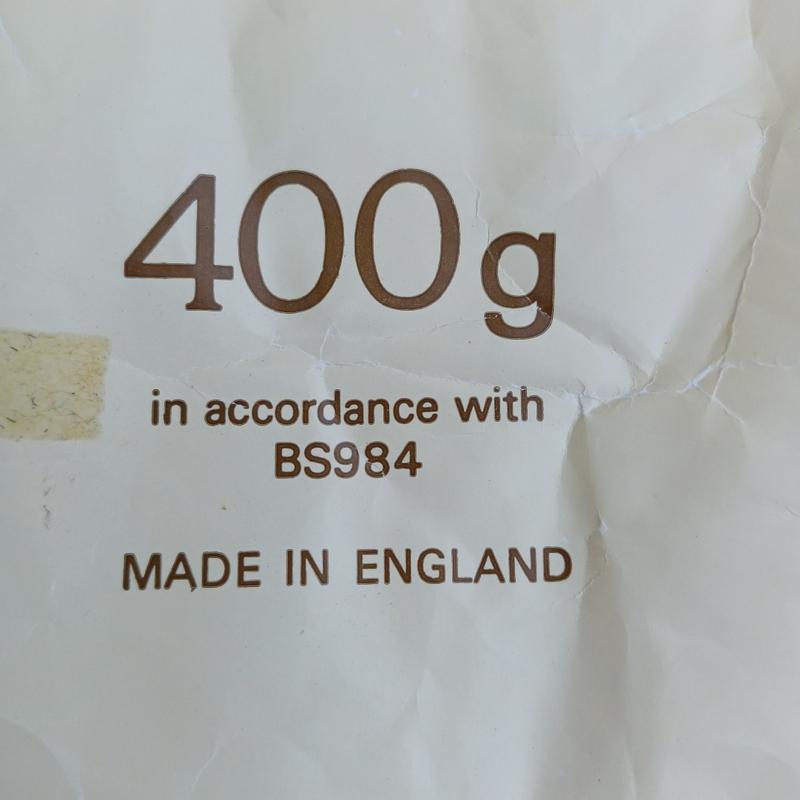 400g
in accordance with
BS984
MADE IN ENGLAND